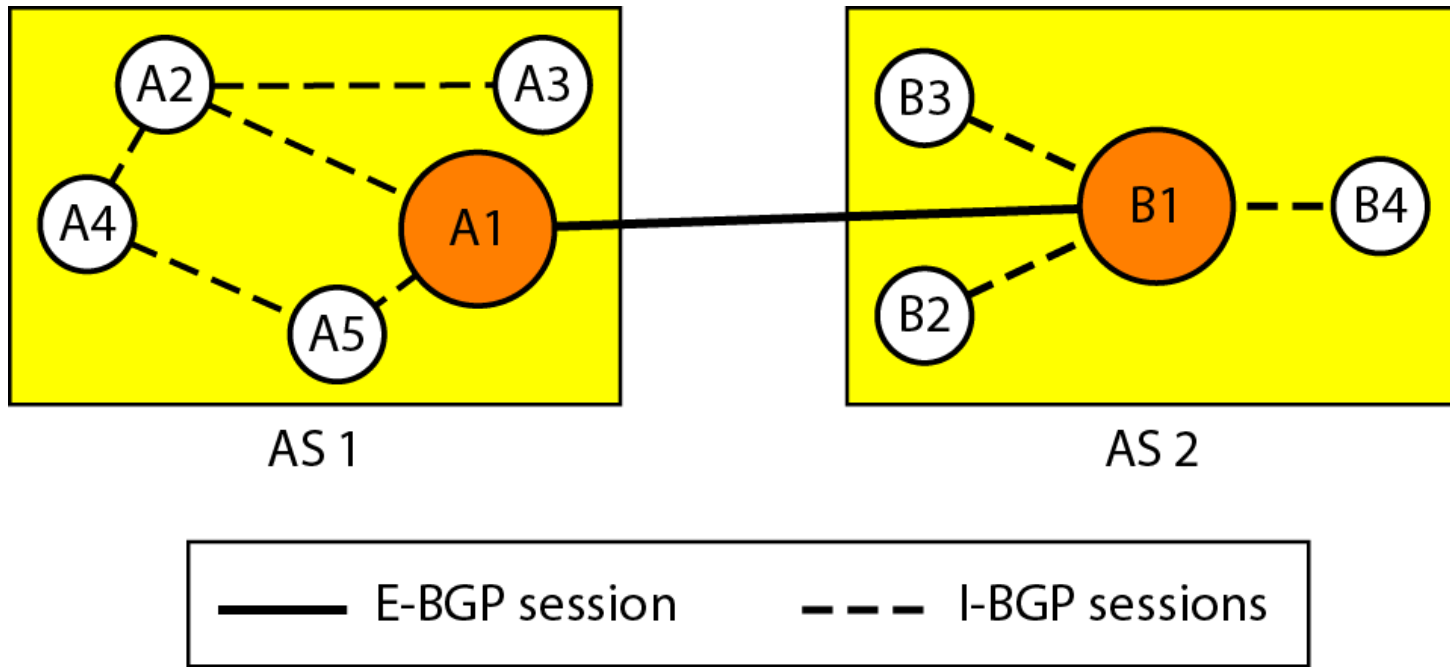 A2
A3
A4
A1
A5
B3
B1
B4
B2
AS 1
AS 2
E-BGP session
I-BGP sessions